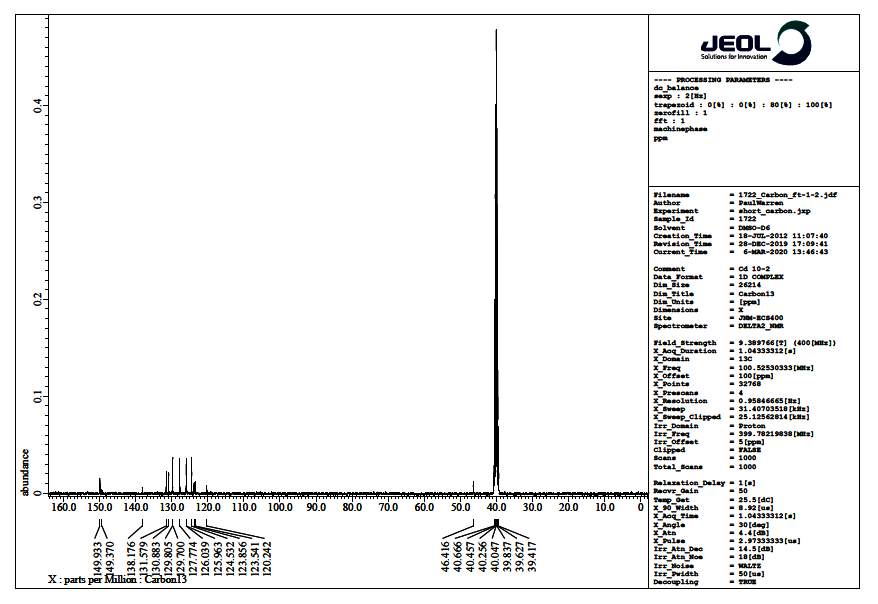 JEOL
Solutions for Innovation
---- PROCESSING PARAMETERS ----
dc_balance
sexp : 2[Hz]
trapezoid : 0[%] : 0[%] : 80[%] : 100[%]
zerofill : 1
fft : 1
machinephase
ppm
Filename = 1722_Carbon_ft-1-2.jdf
Author = PaulWarren
Experiment = short_carbon.jxp
Sample_Id = 1722
Solvent = DMSO-D6
Creation_Time = 18-JUL-2012 11:07:40
Revision_Time = 28-DEC-2019 17:09:41
Current_Time = 6-MAR-2020 13:46:43
Comment = Cd 10-2
Data_Format = 1D COMPLEX
Dim_Size = 26214
Dim_Title = Carbon13
Dim_Units = [ppm]
Dimensions = X
Site = JNM-ECS400
Spectrometer = DELTA2_NMR
Field_Strength = 9.389766[T] (400[MHz])
X_Acq_Duration = 1.04333312[s]
X_Domain = 13C
X_Freq = 100.52530333[MHz]
X_Offset = 100[ppm]
X_Points = 32768
X_Prescans = 4
X_Resolution = 0.95846665[Hz]
X_Sweep = 31.40703518[kHz]
X_Sweep_Clipped = 25.12562814[kHz]
Irr_Domain = Proton
Irr_Freq = 399.78219838[MHz]
Irr_Offset = 5[ppm]
Clipped = FALSE
Scans = 1000
Total_Scans = 1000
Relaxation_Delay = 1[s]
Recvr_Gain = 50
Temp_Get = 25.5[dC]
X_90_Width = 8.92[us]
X_Acq_Time = 1.04333312[s]
X_Angle = 30[deg]
X_Atn = 4.4[dB]
X_Pulse = 2.97333333[us]
Irr_Atn_Dec = 14.5[dB]
Irr_Atn_Noe = 18[dB]
Irr_Noise = WALTZ
Irr_Pwidth = 50[us]
Decoupling = TRUE
abundance
0.4
0.3
0.2
0.1
0
160.0 150.0 140.0 130.0 120.0 110.0 100.0 90.0 80.0 70.0 60.0 50.0 40.0 30.0 20.0 10.0 0
149.933
149.370
138.176
131.579
130.883
129.805
129.700
127.774
126.039
125.963
124.532
123.856
123.541
120.242
46.416
40.666
40.457
40.256
40.047
39.837
39.627
39.417
X : parts per Million : Carbon13